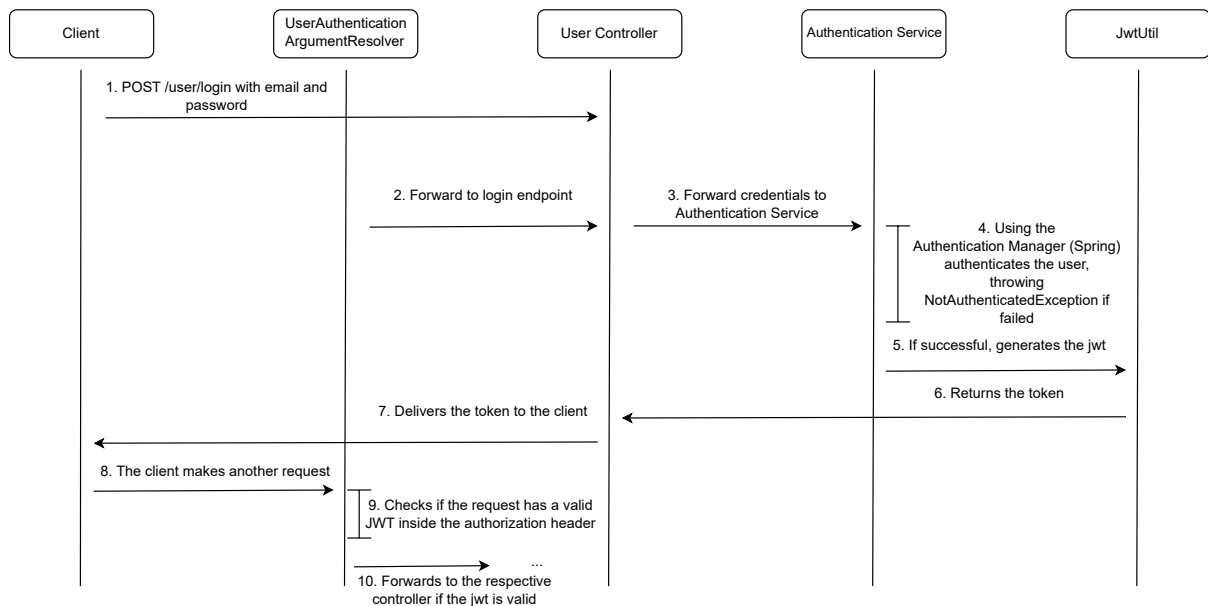 Client
UserAuthentication
ArgumentResolver
User Controller
Authentication Service
JwtUtil
1. POST /user/login with email and
password
2. Forward to login endpoint
3. Forward credentials to
Authentication Service
4. Using the
Authentication Manager (Spring)
authenticates the user,
throwing
NotAuthenticatedException if
failed
5. If successful, generates the jwt
6. Returns the token
7. Delivers the token to the client
8. The client makes another request
9. Checks if the request has a valid
JWT inside the authorization header
...
10. Forwards to the respective
controller if the jwt is valid